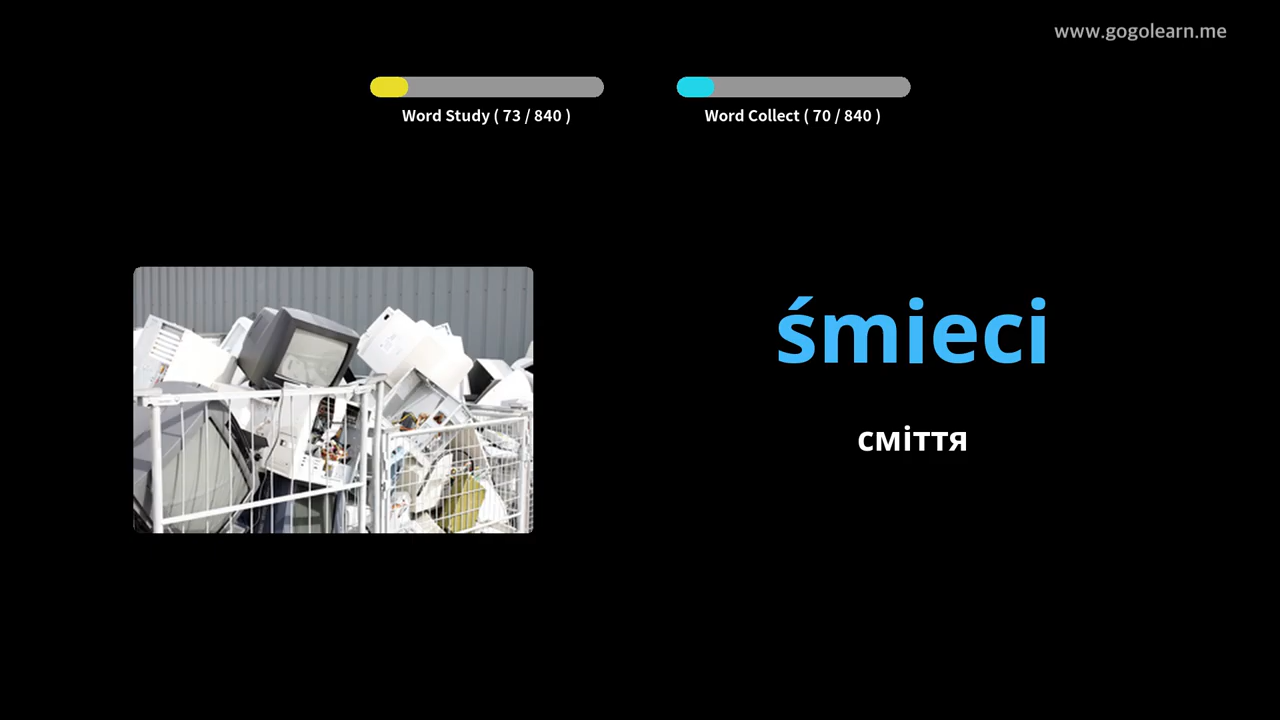 www.gogolearn.me
Word Study ( 73 / 840 )
Word Collect ( 70 / 840 )
śmieci
сміття